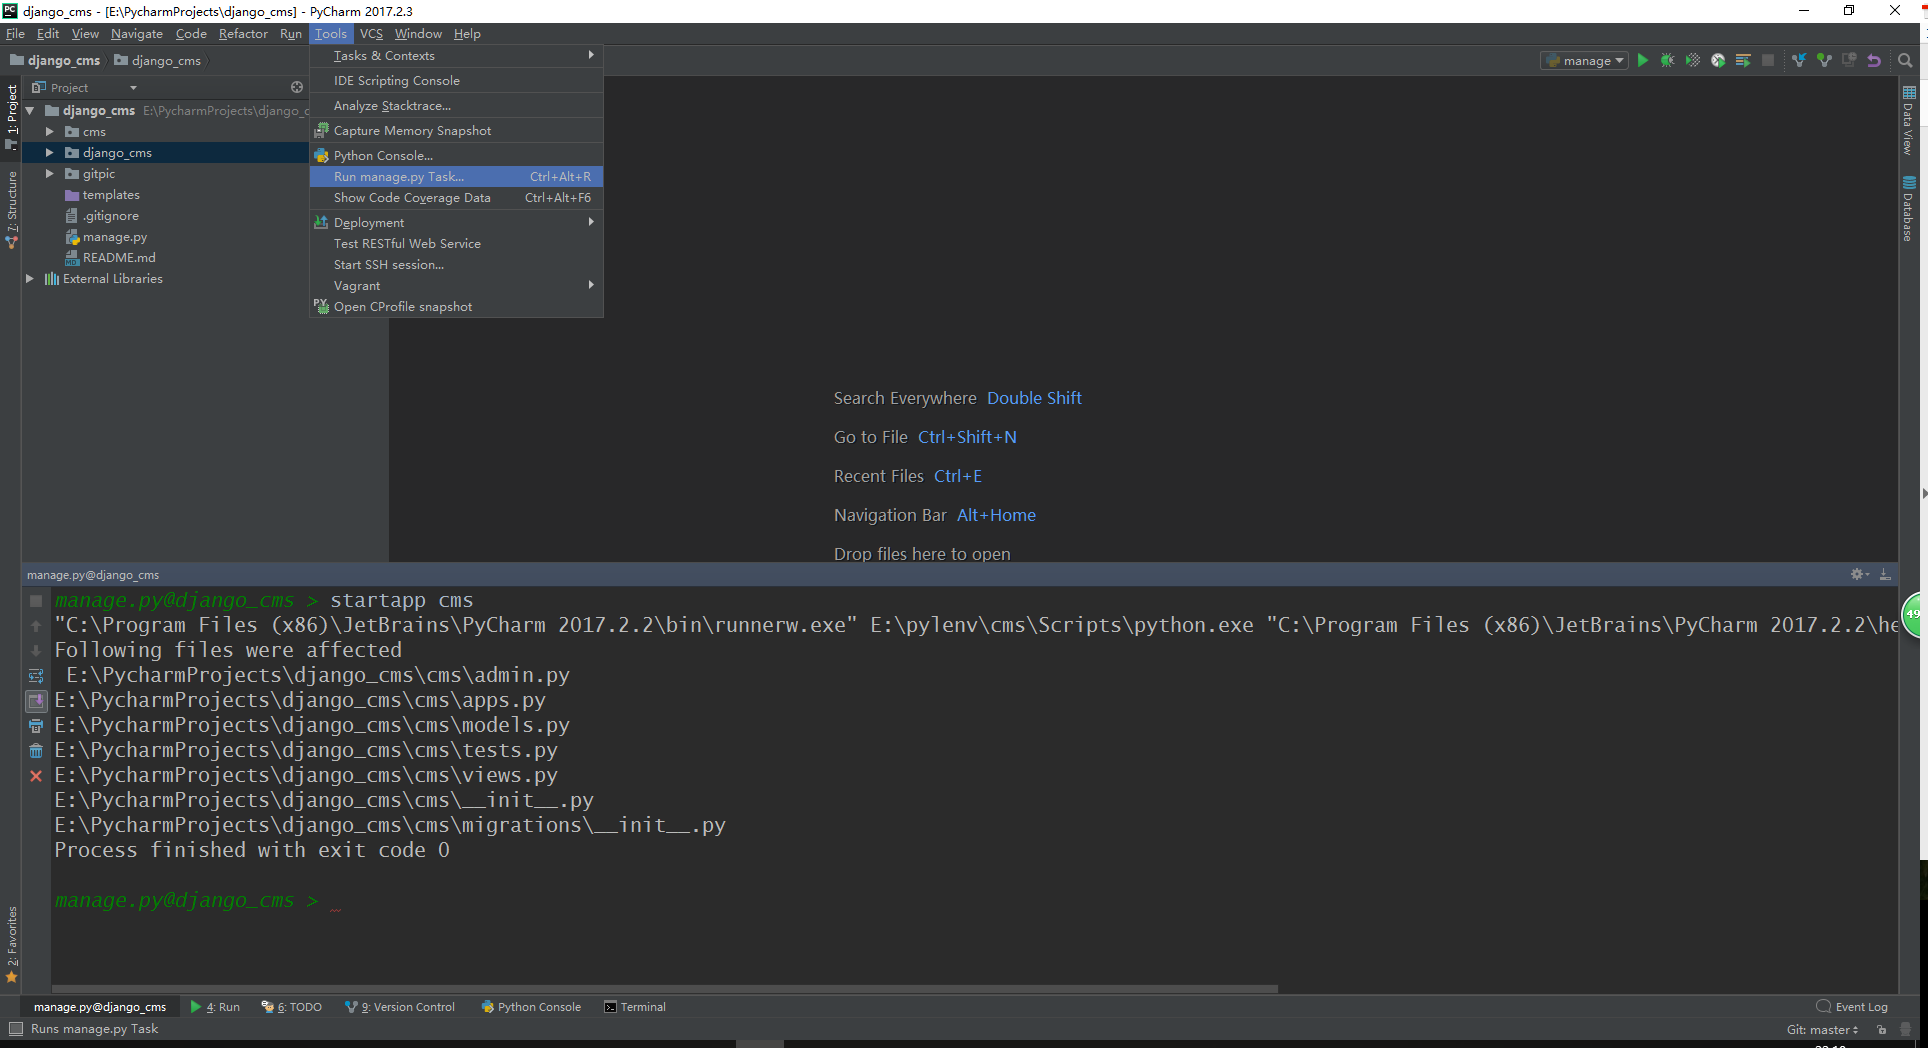 django_cms - [E:\PycharmProjects\django_cms] - PyCharm 2017.2.3
File Edit View Navigate Code Refactor Run Tools VCS Window Help
django_cms django_cms
manage
Project
django_cms E:\PycharmProjects\django_c
cms
django_cms
gitpic
templates
.gitignore
manage.py
README.md
External Libraries
1: Project
7: Structure
2: Favorites
Tasks & Contexts
IDE Scripting Console
Analyze Stacktrace...
Capture Memory Snapshot
Python Console...
Run manage.py Task... Ctrl+Alt+R
Show Code Coverage Data Ctrl+Alt+F6
Deployment
Test RESTful Web Service
Start SSH session...
Vagrant
Open CProfile snapshot
Data View
Database
Search Everywhere Double Shift
Go to File Ctrl+Shift+N
Recent Files Ctrl+E
Navigation Bar Alt+Home
Drop files here to open
manage.py@django_cms
manage.py@django_cms > startapp cms
"C:\Program Files (x86)\JetBrains\PyCharm 2017.2.2\bin\runnerw.exe" E:\pylenv\cms\Scripts\python.exe "C:\Program Files (x86)\JetBrains\PyCharm 2017.2.2\he
Following files were affected
E:\PycharmProjects\django_cms\cms\admin.py
E:\PycharmProjects\django_cms\cms\apps.py
E:\PycharmProjects\django_cms\cms\models.py
E:\PycharmProjects\django_cms\cms\tests.py
E:\PycharmProjects\django_cms\cms\views.py
E:\PycharmProjects\django_cms\cms\__init__.py
E:\PycharmProjects\django_cms\cms\migrations\__init__.py
Process finished with exit code 0
manage.py@django_cms >
49
manage.py@django_cms 4: Run 6: TODO 9: Version Control Python Console Terminal Event Log
Runs manage.py Task Git: master